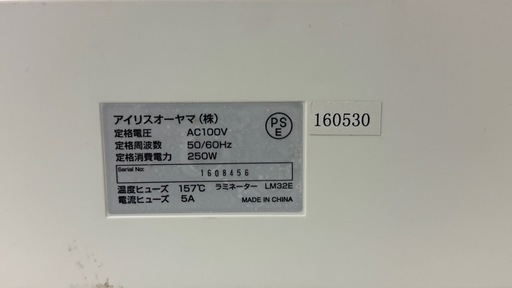 アイリスオーヤマ(株)
定格電圧 AC100V
定格周波数 50/60Hz
定格消費電力 250W
Serial No:
1608456
温度ヒューズ 157℃ ラミネーター LM32E
電流ヒューズ 5A MADE IN CHINA
PS
E
160530